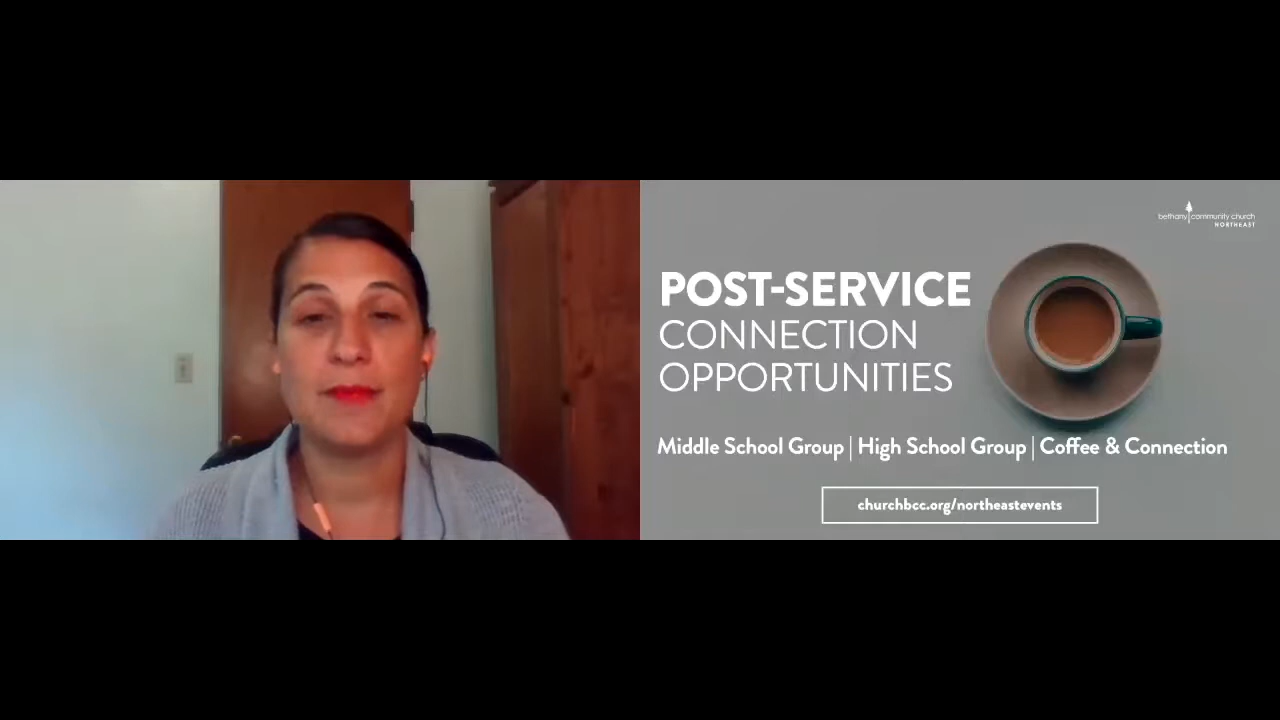 bethany community church
NORTHEAST
POST-SERVICE
CONNECTION
OPPORTUNITIES
Middle School Group | High School Group | Coffee & Connection
churchbcc.org/northeastevents